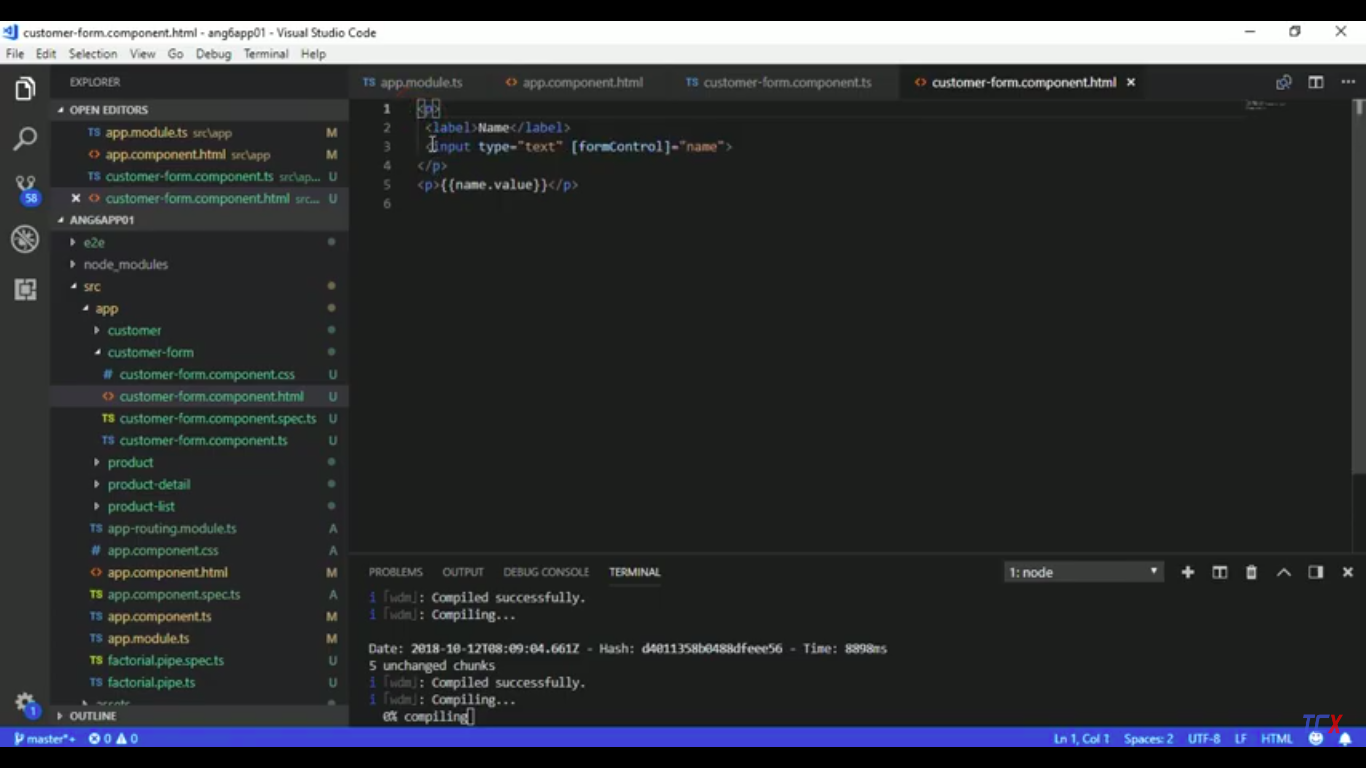 customer-form.component.html - ang6app01 - Visual Studio Code
File Edit Selection View Go Debug Terminal Help
EXPLORER
OPEN EDITORS
TS app.module.ts src\app M
<> app.component.html src\app M
TS customer-form.component.ts src\ap... U
<> customer-form.component.html src... U
58
ANG6APP01
e2e
node_modules
src
app
customer
customer-form
# customer-form.component.css U
<> customer-form.component.html U
TS customer-form.component.spec.ts U
TS customer-form.component.ts U
product
product-detail
product-list
TS app-routing.module.ts A
# app.component.css A
<> app.component.html M
TS app.component.spec.ts A
TS app.component.ts M
TS app.module.ts M
TS factorial.pipe.spec.ts U
TS factorial.pipe.ts U
assets
1
OUTLINE
TS app.module.ts <> app.component.html TS customer-form.component.ts <> customer-form.component.html
1 <p>
2 <label>Name</label>
3 <input type="text" [formControl]="name">
4 </p>
5 <p>{{name.value}}</p>
6
PROBLEMS OUTPUT DEBUG CONSOLE TERMINAL 1: node
i ｢wdm｣: Compiled successfully.
i ｢wdm｣: Compiling...
Date: 2018-10-12T08:09:04.661Z - Hash: d4011358b0488dfeee56 - Time: 8898ms
5 unchanged chunks
i ｢wdm｣: Compiled successfully.
i ｢wdm｣: Compiling...
0% compiling
TCX
master*+ 0 0 Ln 1, Col 1 Spaces: 2 UTF-8 LF HTML